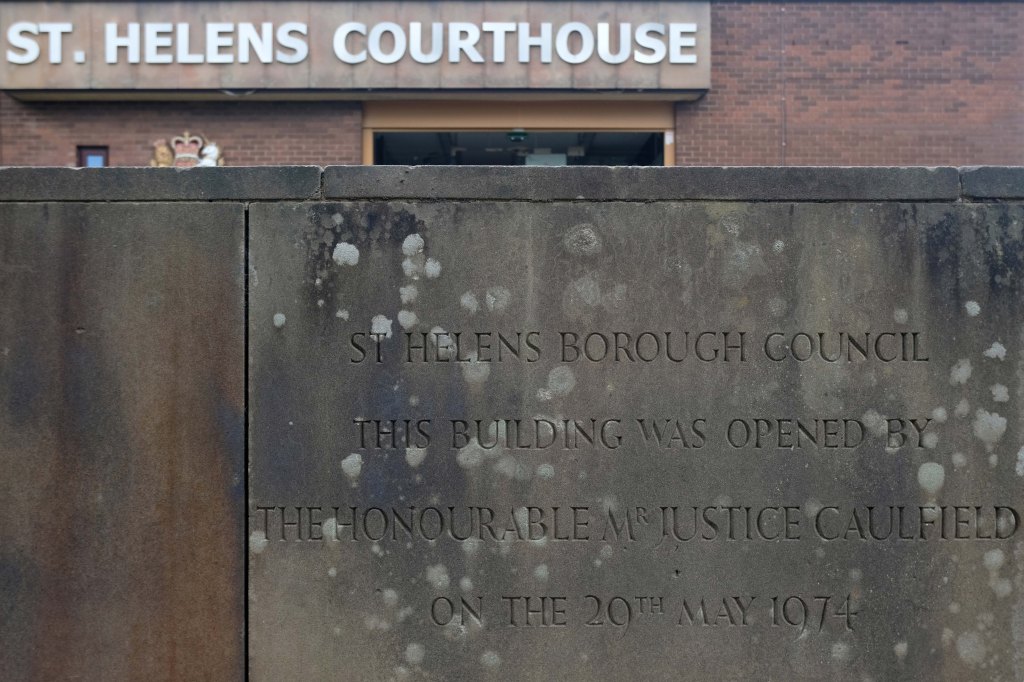 ST. HELENS COURTHOUSE
ST HELENS BOROUGH COUNCIL
THIS BUILDING WAS OPENED BY
THE HONOURABLE MR JUSTICE CAULFIELD
ON THE 29TH MAY 1974